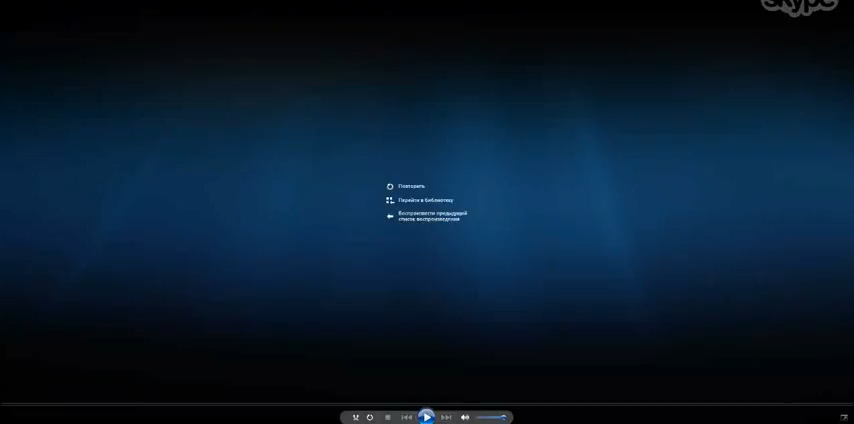 skype
Повторить
Перейти в библиотеку
Воспроизвести предыдущий
список воспроизведения